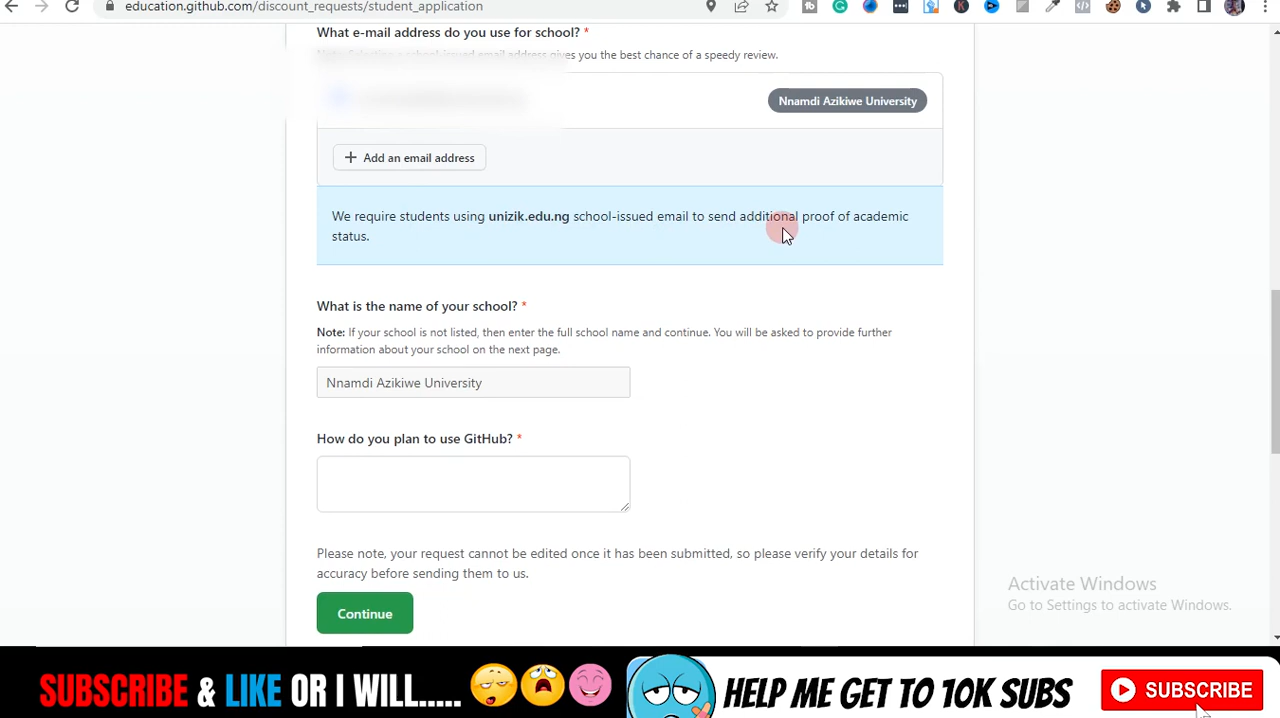 education.github.com/discount_requests/student_application
What e-mail address do you use for school? *
gives you the best chance of a speedy review.
Nnamdi Azikiwe University
+ Add an email address
We require students using unizik.edu.ng school-issued email to send additional proof of academic
status.
What is the name of your school? *
Note: If your school is not listed, then enter the full school name and continue. You will be asked to provide further
information about your school on the next page.
Nnamdi Azikiwe University
How do you plan to use GitHub? *
Please note, your request cannot be edited once it has been submitted, so please verify your details for
accuracy before sending them to us.
Continue
Activate Windows
Go to Settings to activate Windows.
SUBSCRIBE & LIKE OR I WILL.....
HELP ME GET TO 10K SUBS
SUBSCRIBE